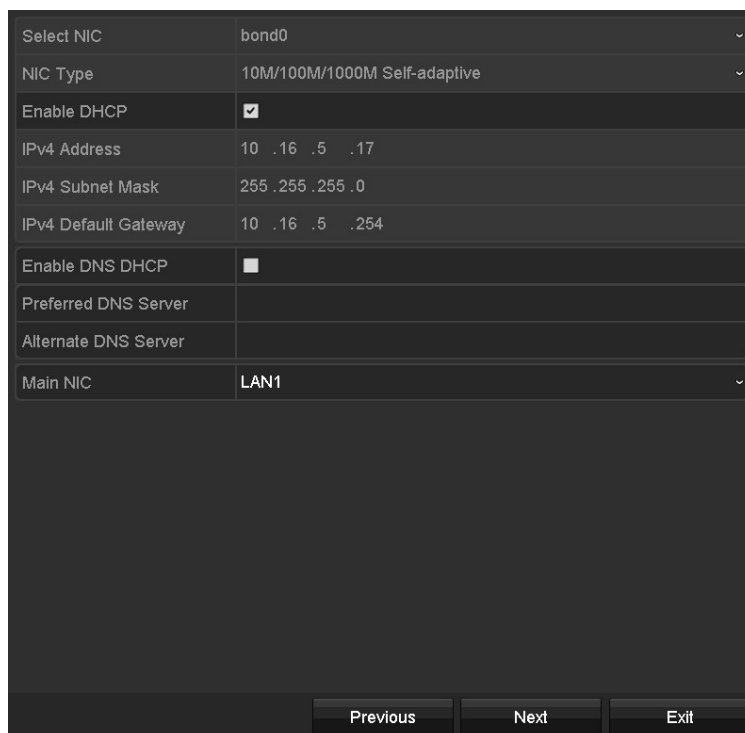 Select NIC bond0
NIC Type 10M/100M/1000M Self-adaptive
Enable DHCP
IPv4 Address 10 .16 .5 .17
IPv4 Subnet Mask 255.255.255.0
IPv4 Default Gateway 10 .16 .5 .254
Enable DNS DHCP
Preferred DNS Server
Alternate DNS Server
Main NIC LAN1
Previous Next Exit